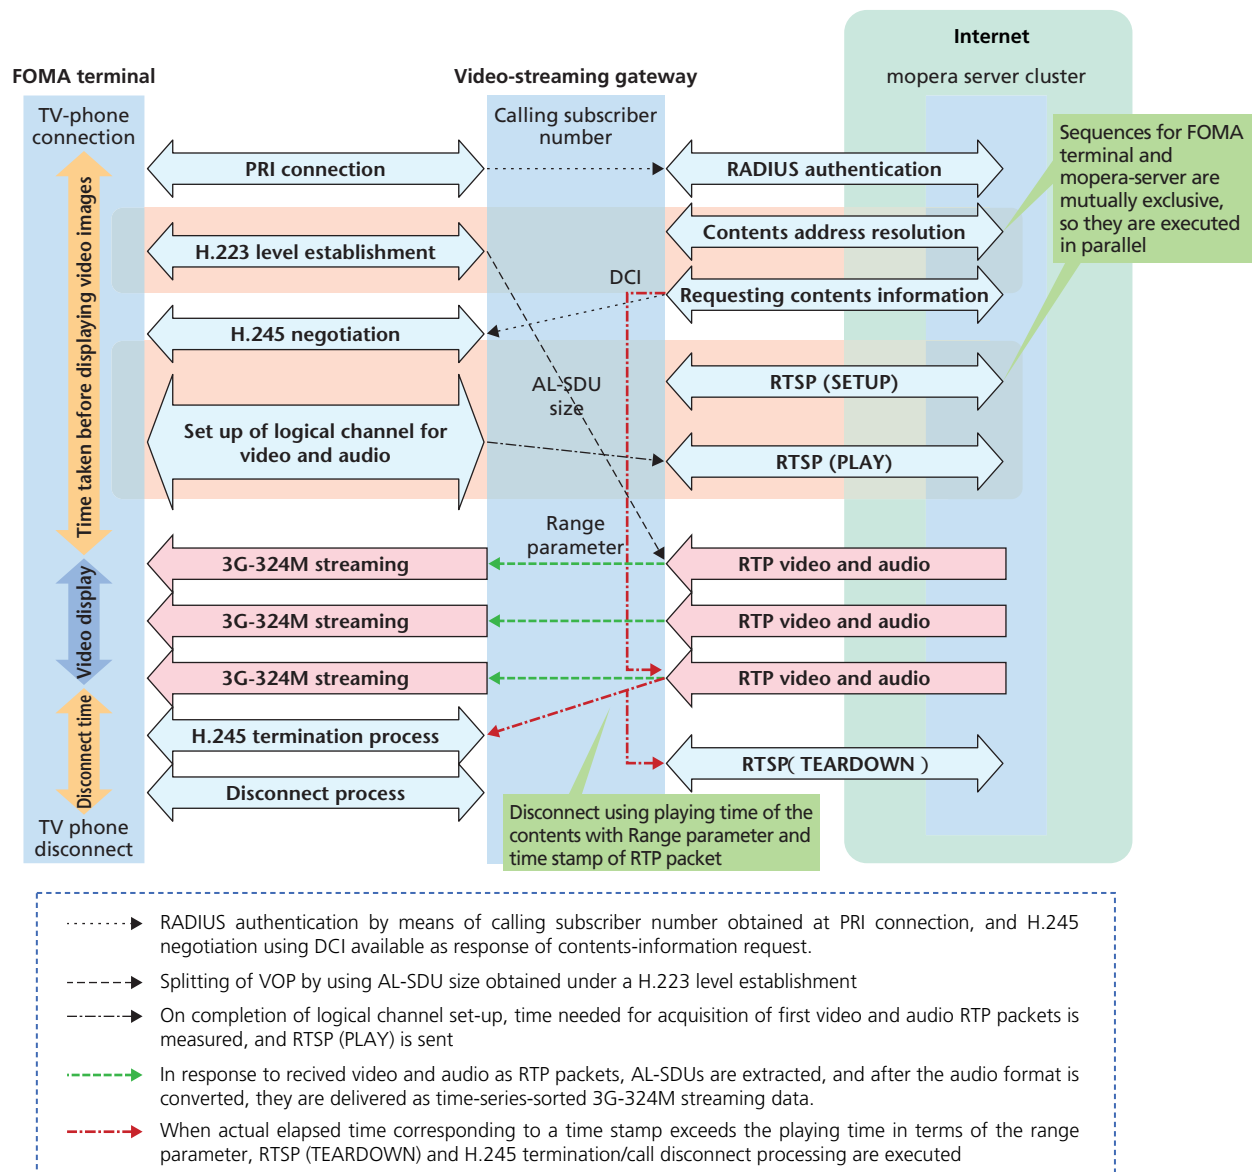 Internet
FOMA terminal
Video-streaming gateway
mopera server cluster
TV-phone
connection
Calling subscriber
number
Sequences for FOMA
terminal and
mopera-server are
mutually exclusive,
so they are executed
in parallel
PRI connection
RADIUS authentication
Contents address resolution
H.223 level establishment
DCI
Requesting contents information
H.245 negotiation
Time taken before displaying video images
RTSP (SETUP)
AL-SDU
size
Set up of logical channel for
video and audio
RTSP (PLAY)
Range
parameter
3G-324M streaming
RTP video and audio
Video display
3G-324M streaming
RTP video and audio
3G-324M streaming
RTP video and audio
Disconnect time
H.245 termination process
RTSP( TEARDOWN )
Disconnect process
TV phone
disconnect
Disconnect using playing time of the
contents with Range parameter and
time stamp of RTP packet
RADIUS authentication by means of calling subscriber number obtained at PRI connection, and H.245
negotiation using DCI available as response of contents-information request.
Splitting of VOP by using AL-SDU size obtained under a H.223 level establishment
On completion of logical channel set-up, time needed for acquisition of first video and audio RTP packets is
measured, and RTSP (PLAY) is sent
In response to recived video and audio as RTP packets, AL-SDUs are extracted, and after the audio format is
converted, they are delivered as time-series-sorted 3G-324M streaming data.
When actual elapsed time corresponding to a time stamp exceeds the playing time in terms of the range
parameter, RTSP (TEARDOWN) and H.245 termination/call disconnect processing are executed